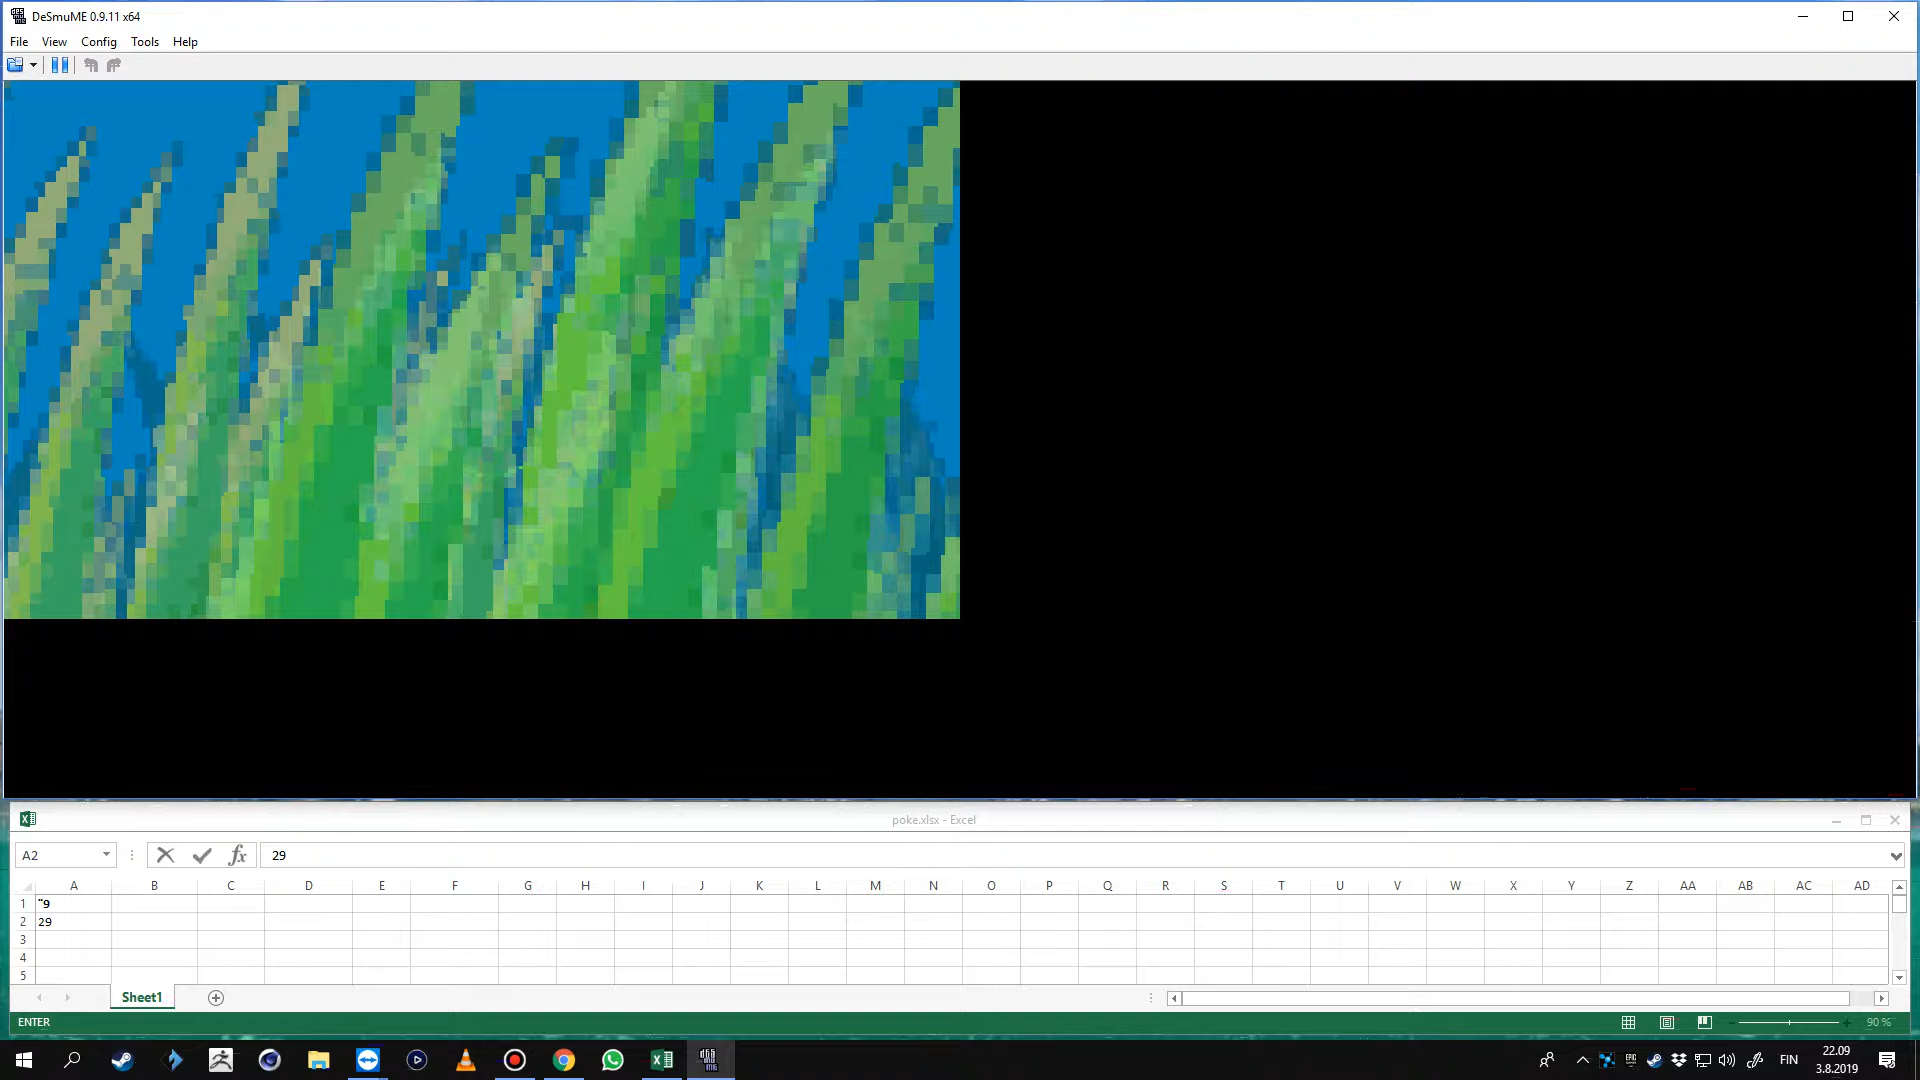 DeSmuME 0.9.11 x64
File View Config Tools Help
poke.xlsx - Excel
A2 fx 29
A B C D E F G H I J K L M N O P Q R S T U V W X Y Z AA AB AC AD
1 "9
2 29
3
4
5
Sheet1
ENTER 90 %
FIN 22.09
3.8.2019